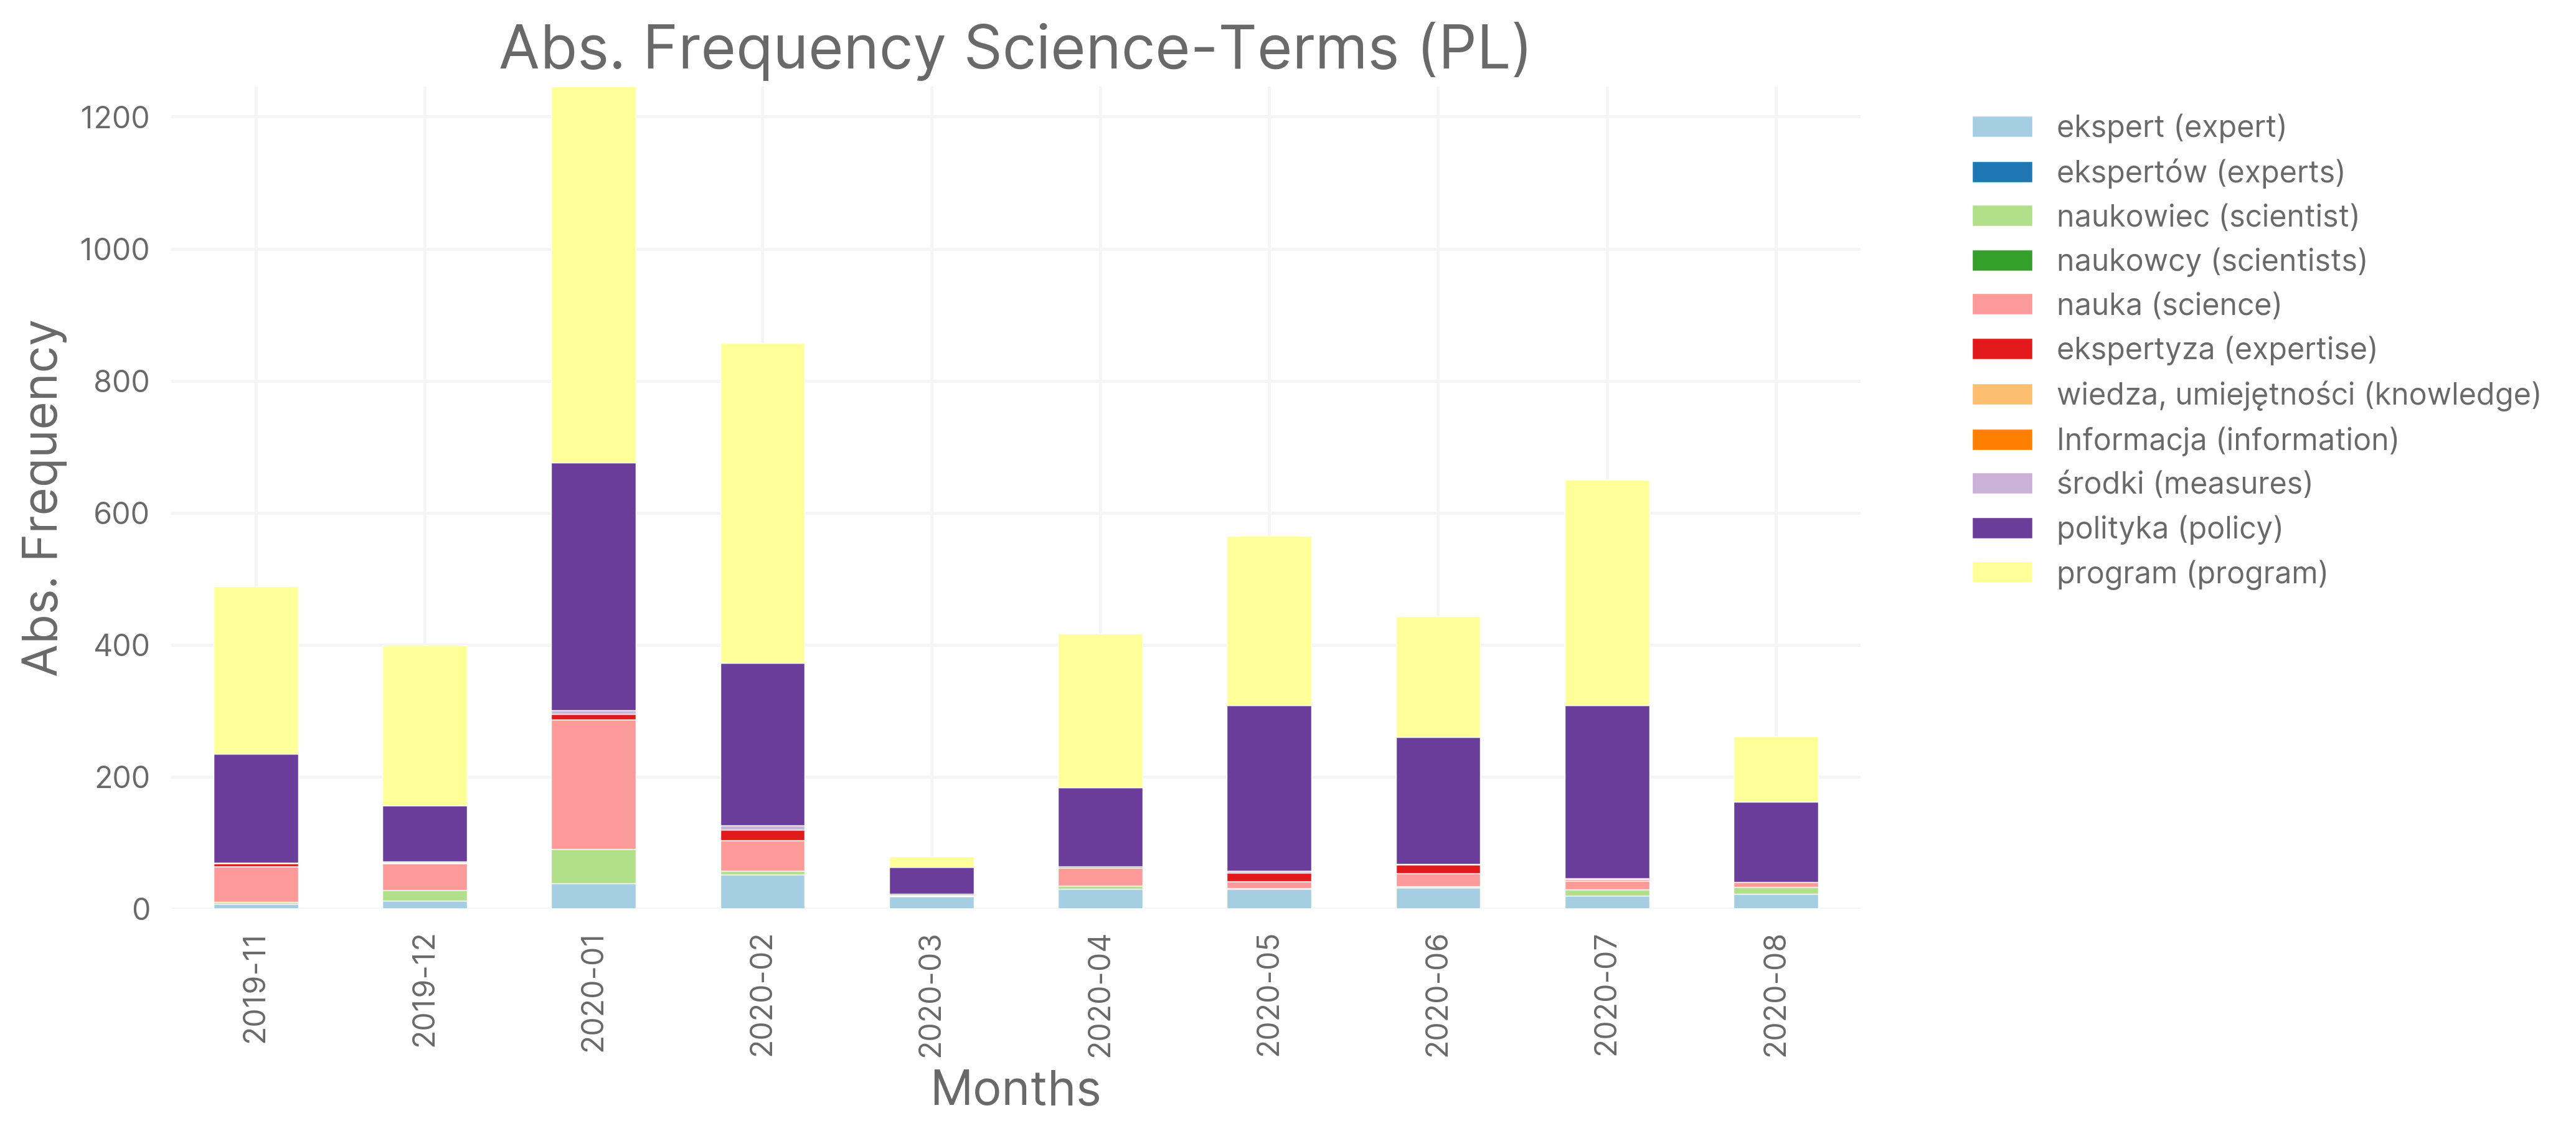 Abs. Frequency Science-Terms (PL)
Abs. Frequency
1200
1000
800
600
400
200
0
2019-11
2019-12
2020-01
2020-02
2020-03
2020-04
2020-05
2020-06
2020-07
2020-08
Months
ekspert (expert)
ekspertów (experts)
naukowiec (scientist)
naukowcy (scientists)
nauka (science)
ekspertyza (expertise)
wiedza, umiejętności (knowledge)
Informacja (information)
środki (measures)
polityka (policy)
program (program)